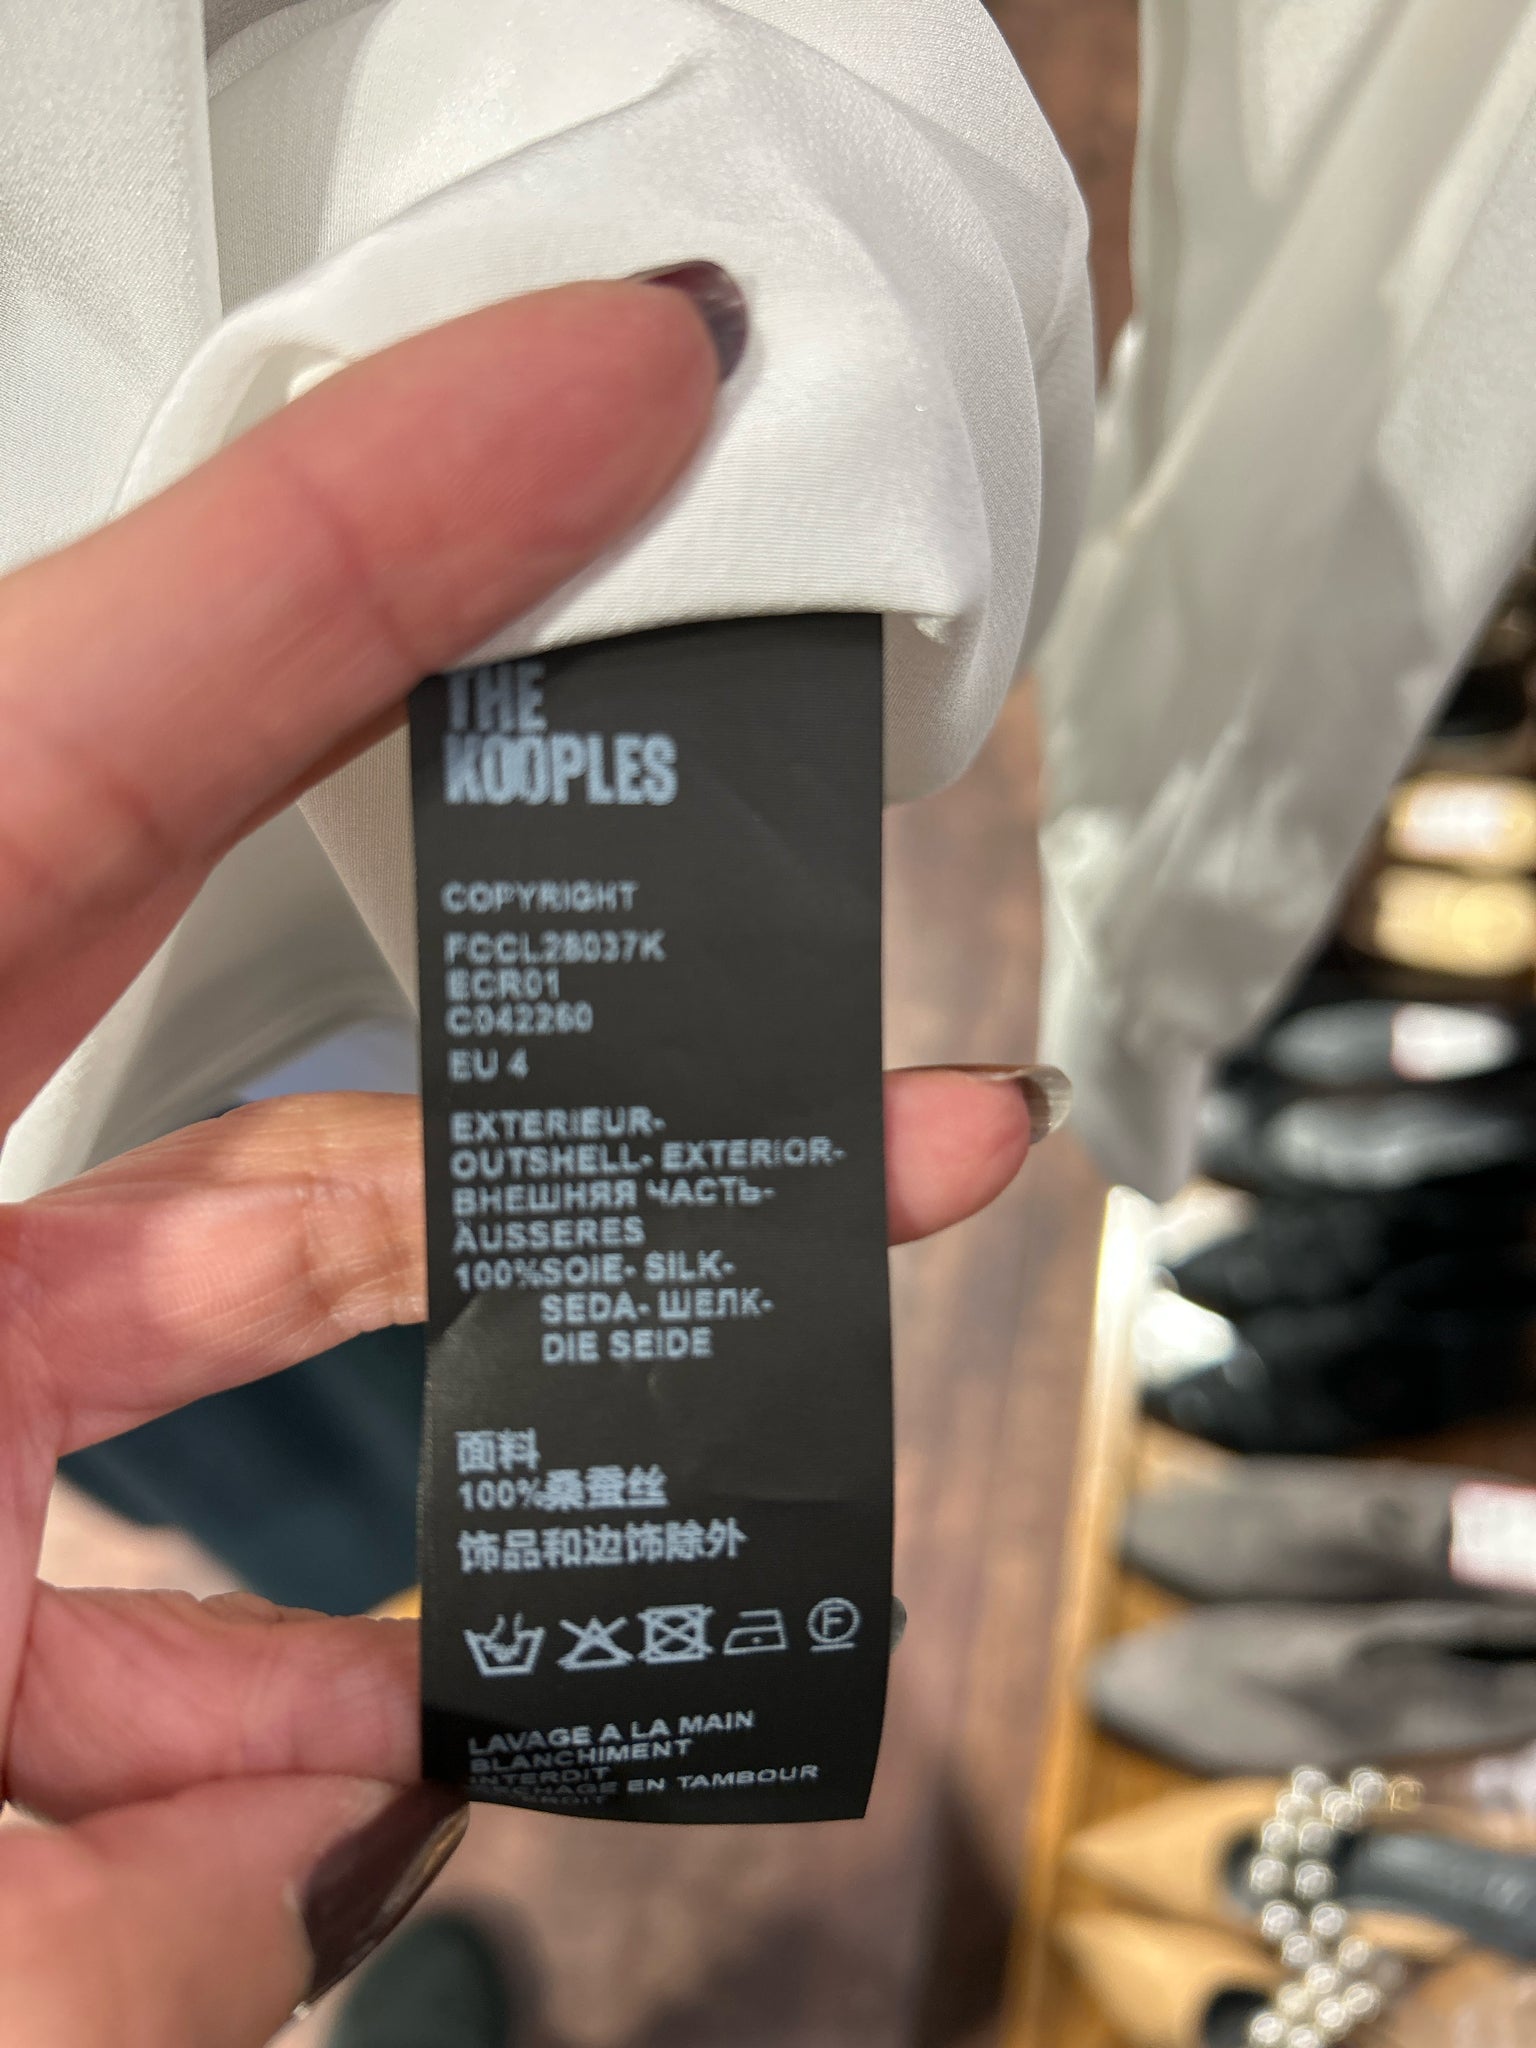 THE
KOOPLES
COPYRIGHT
FCCL28037K
ECR01
C042260
EU 4
EXTERIEUR-
OUTSHELL- EXTERIOR-
ВНЕШНЯЯ ЧАСТЬ-
ÄUSSERES
100%SOIE- SILK-
SEDA- ШЕЛК-
DIE SEIDE
面料
100%桑蚕丝
饰品和边饰除外
F
LAVAGE A LA MAIN
BLANCHIMENT
INTERDIT
EN TAMBOUR